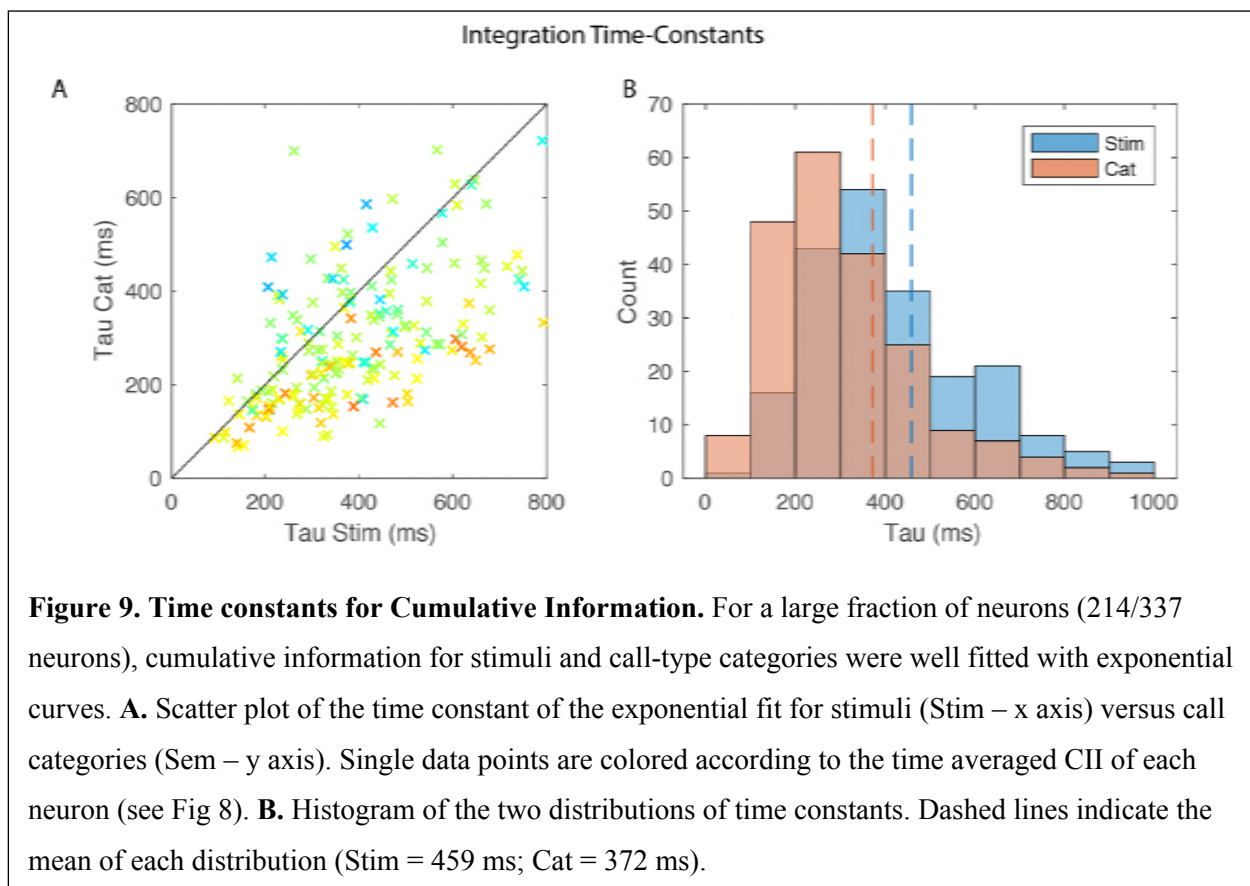 Integration Time-Constants
A
800
600
400
200
0
Tau Cat (ms)
0 200 400 600 800
Tau Stim (ms)
B
70
60
50
40
30
20
10
0
Count
Stim
Cat
0 200 400 600 800 1000
Tau (ms)
Figure 9. Time constants for Cumulative Information. For a large fraction of neurons (214/337
neurons), cumulative information for stimuli and call-type categories were well fitted with exponential
curves. A. Scatter plot of the time constant of the exponential fit for stimuli (Stim – x axis) versus call
categories (Sem – y axis). Single data points are colored according to the time averaged CII of each
neuron (see Fig 8). B. Histogram of the two distributions of time constants. Dashed lines indicate the
mean of each distribution (Stim = 459 ms; Cat = 372 ms).